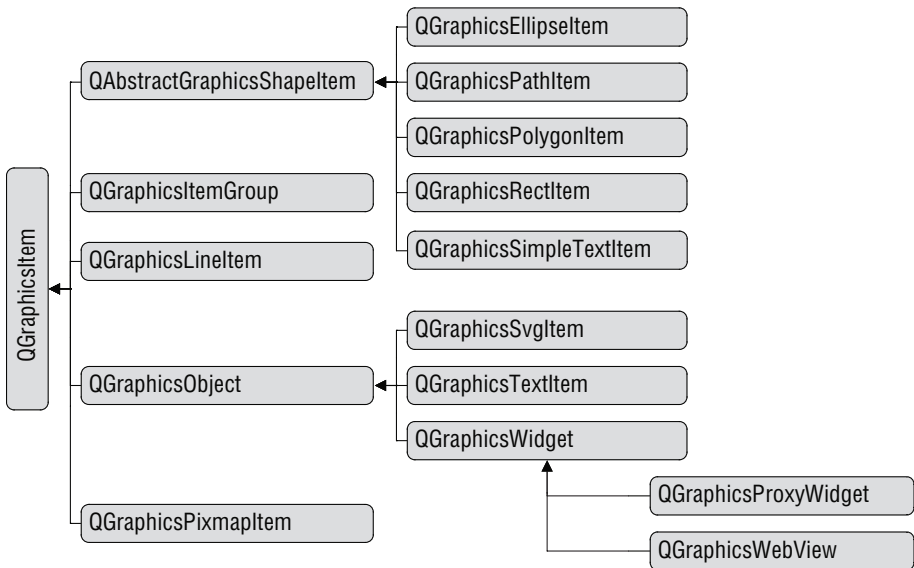 QGraphicsItem
QAbstractGraphicsShapeItem
QGraphicsItemGroup
QGraphicsLineItem
QGraphicsObject
QGraphicsPixmapItem
QGraphicsEllipseItem
QGraphicsPathItem
QGraphicsPolygonItem
QGraphicsRectItem
QGraphicsSimpleTextItem
QGraphicsSvgItem
QGraphicsTextItem
QGraphicsWidget
QGraphicsProxyWidget
QGraphicsWebView